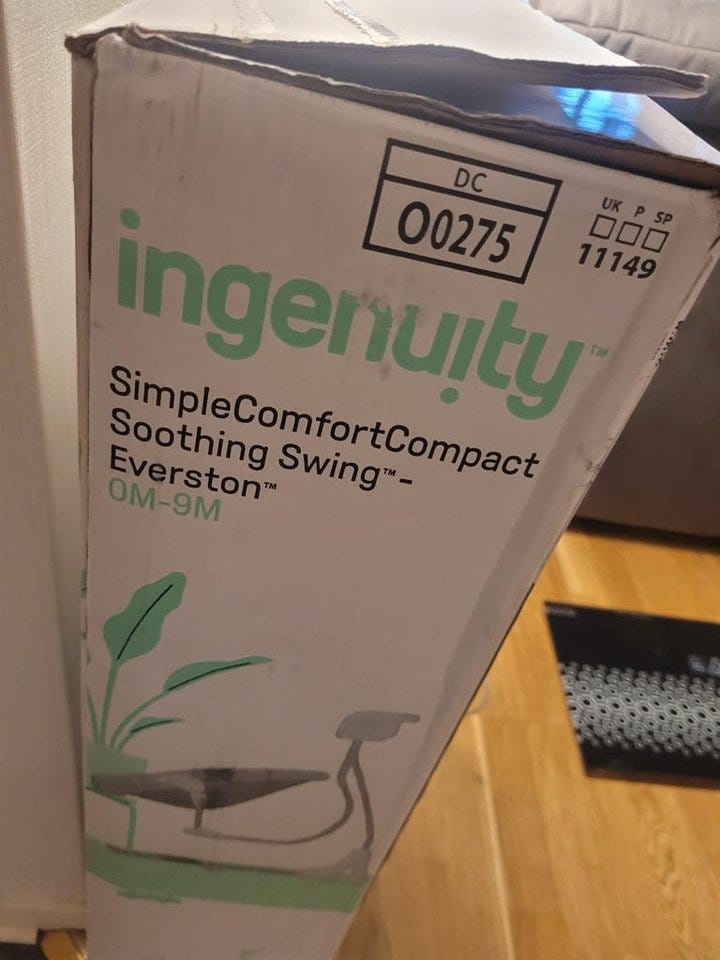 DC
O0275
UK P SP
11149
ingenuity™
SimpleComfortCompact
Soothing Swing™-
Everston™
0M-9M